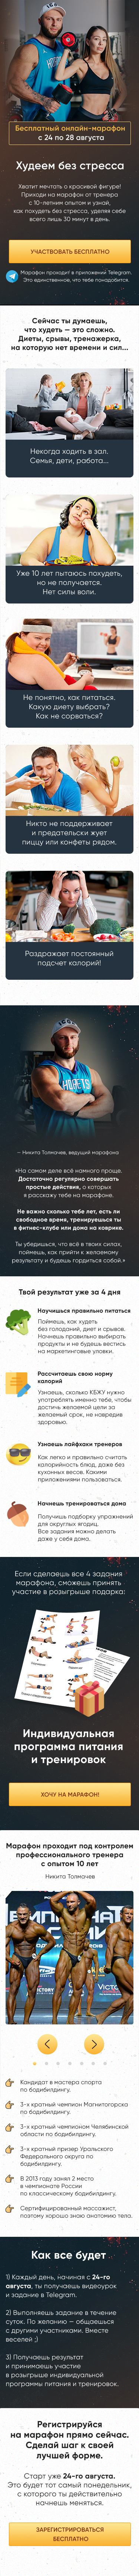 Бесплатный онлайн-марафон
с 24 по 28 августа
Худеем без стресса
Хватит мечтать о красивой фигуре!
Приходи на марафон от тренера
с 10-летним опытом и узнай,
как похудеть без стресса, уделяя себе
всего лишь 30 минут в день.
УЧАСТВОВАТЬ БЕСПЛАТНО
Марафон проходит в приложении Telegram.
Это единственное, что тебе понадобится.
Сейчас ты думаешь,
что худеть — это сложно.
Диеты, срывы, тренажерка,
на которую нет времени и сил...
Некогда ходить в зал.
Семья, дети, работа...
Уже 10 лет пытаюсь похудеть,
но не получается.
Нет силы воли.
Не понятно, как питаться.
Какую диету выбрать?
Как не сорваться?
Никто не поддерживает
и предательски жует
пиццу или конфеты рядом.
Раздражает постоянный
подсчет калорий!
HORNETS
– Никита Толмачев, ведущий марафона
«На самом деле всё намного проще.
Достаточно регулярно совершать
простые действия, о которых
я расскажу тебе на марафоне.
Не важно сколько тебе лет, есть ли
свободное время, тренируешься ты
в фитнес-клубе или дома на коврике.
Ты убедишься, что всё в твоих силах,
поймешь, как прийти к желаемому
результату и будешь гордиться собой.»
Твой результат уже за 4 дня
Научишься правильно питаться
Поймешь, как худеть
без голоданий, диет и срывов.
Начнешь правильно выбирать
продукты и не будешь вестись
на маркетинговые уловки.
Рассчитаешь свою норму
калорий
Узнаешь, сколько КБЖУ нужно
употреблять именно тебе, чтобы
достичь желаемой цели за
желаемый срок, не навредив
здоровью.
Узнаешь лайфхаки тренеров
Как легко и правильно считать
калорийность блюд, даже без
кухонных весов. Какими
приложениями пользоваться.
Начнешь тренироваться дома
Получишь подборку упражнений
для округлых ягодиц.
Все задания можно делать
даже у себя дома.
Если сделаешь все 4 задания
марафона, сможешь принять
участие в розыгрыше подарка:
Индивидуальная
программа питания
и тренировок
ХОЧУ НА МАРАФОН!
Марафон проходит под контролем
профессионального тренера
с опытом 10 лет
Никита Толмачев
Кандидат в мастера спорта
по бодибилдингу.
3-х кратный чемпион Магнитогорска
по бодибилдингу.
3-х кратный чемпионом Челябинской
области по бодибилдингу.
3-х кратный призер Уральского
Федерального округа по
бодибилдингу.
В 2013 году занял 2 место
в чемпионате России
по классическому бодибилдингу.
Сертифицированный массажист,
поэтому хорошо знаю анатомию тела.
Как все будет
1) Каждый день, начиная с 24-го
августа, ты получаешь видеоурок
и задание в Telegram.
2) Выполняешь задание в течение
суток. По желанию — общаешься
с другими участниками. Вместе
веселей ;)
3) Получаешь результат
и принимаешь участие
в розыгрыше индивидуальной
программы питания и тренировок.
Регистрируйся
на марафон прямо сейчас.
Сделай шаг к своей
лучшей форме.
Старт уже 24-го августа.
Это будет тот самый понедельник,
с которого ты действительно
начнешь меняться.
ЗАРЕГИСТРИРОВАТЬСЯ
БЕСПЛАТНО